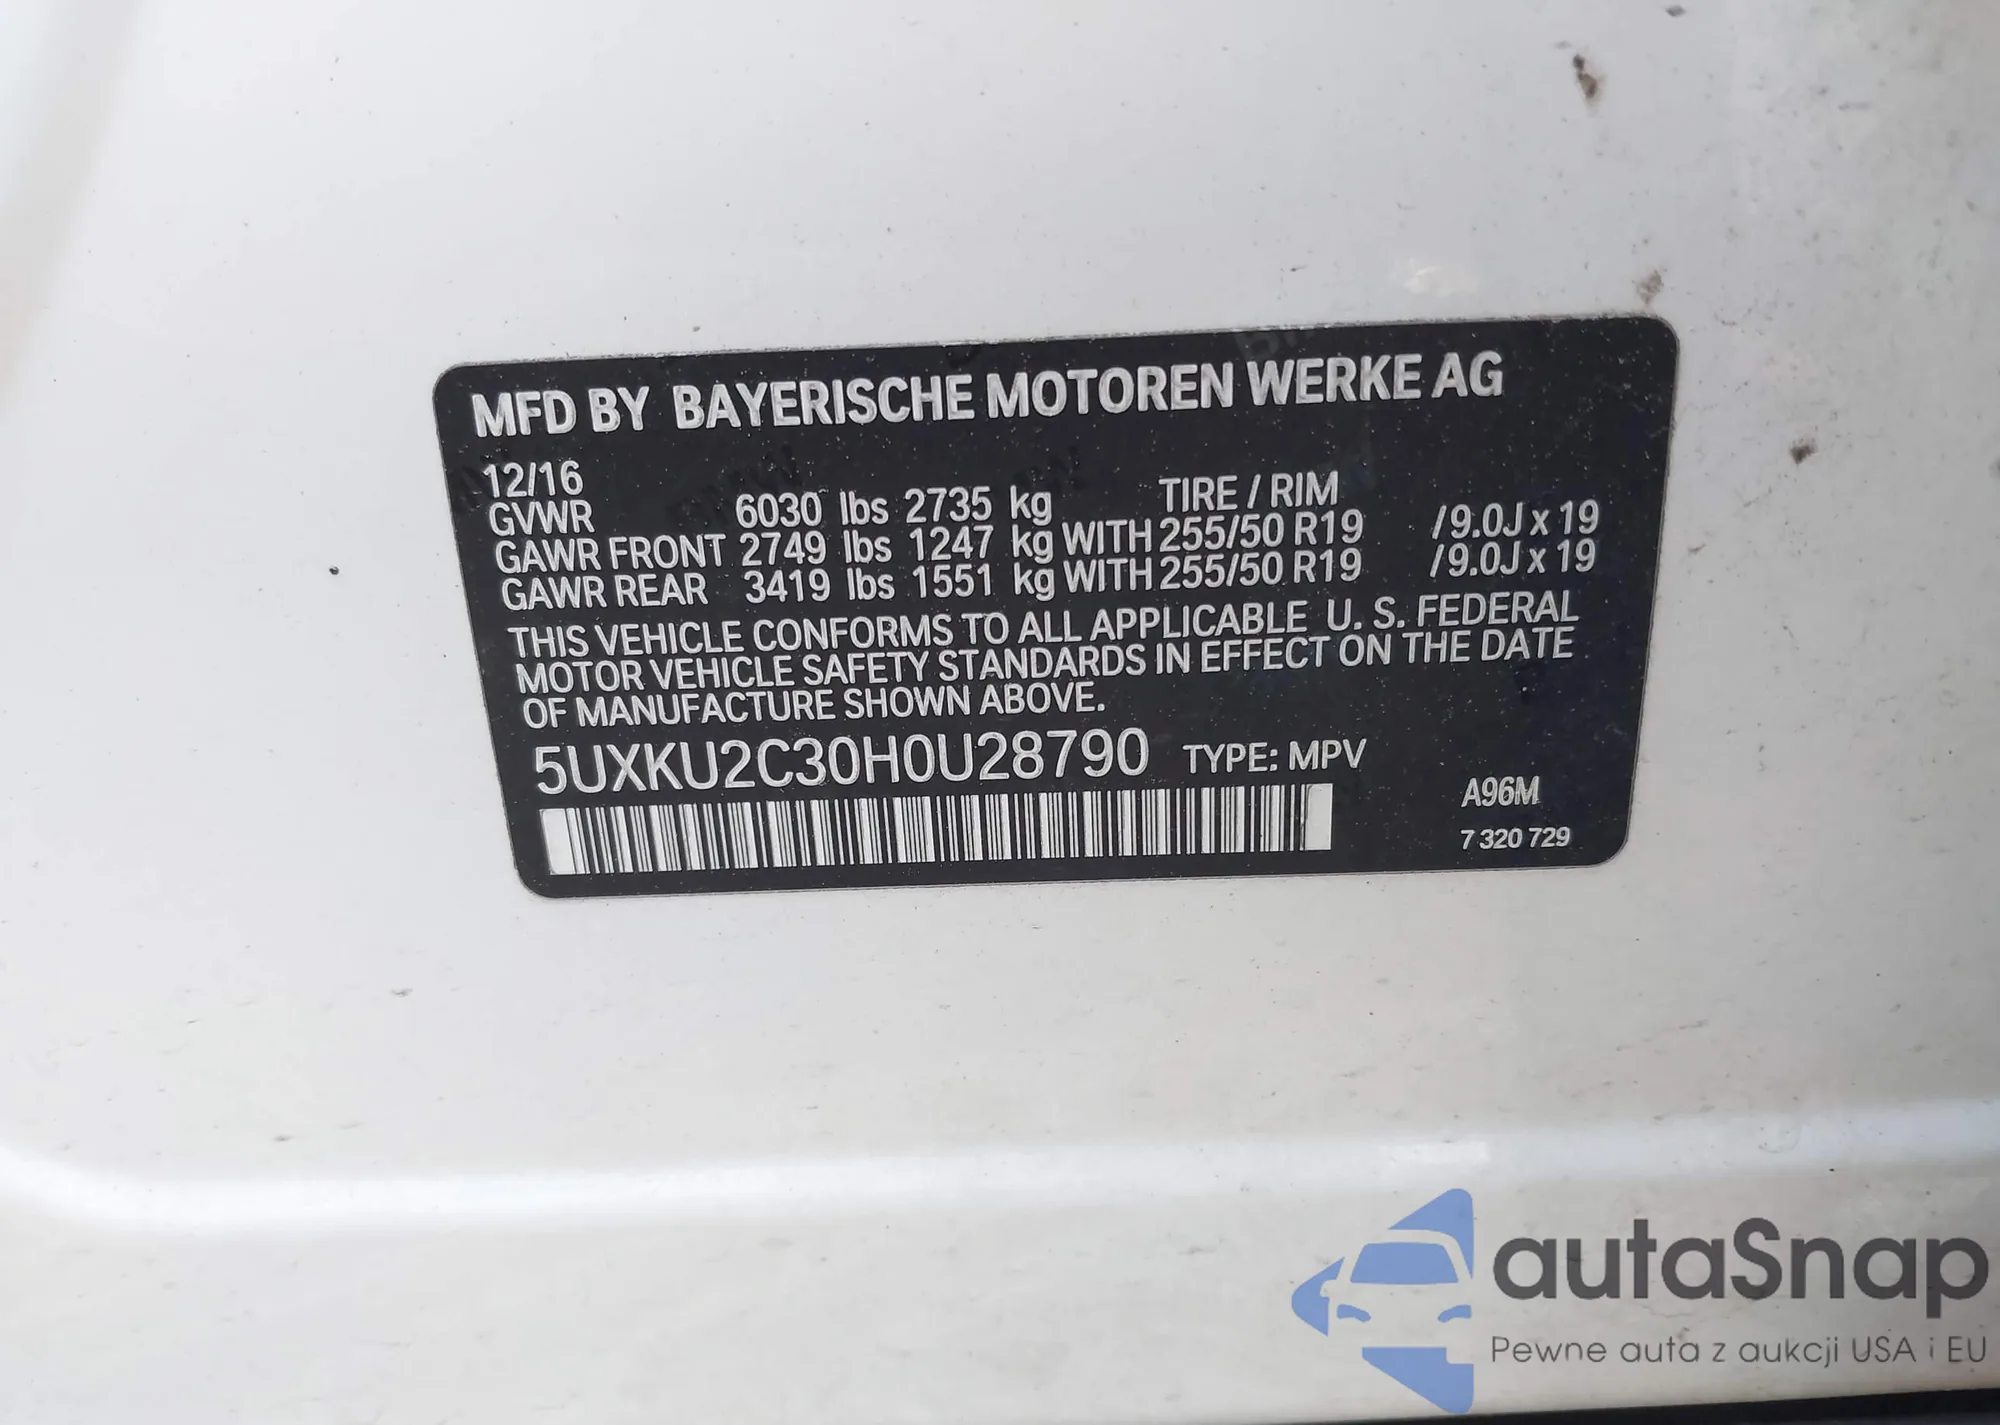 MFD BY BAYERISCHE MOTOREN WERKE AG
12/16 TIRE / RIM
GVWR 6030 lbs 2735 kg
GAWR FRONT 2749 lbs 1247 kg WITH 255/50 R19 /9.0J x 19
GAWR REAR 3419 lbs 1551 kg WITH 255/50 R19 /9.0J x 19
THIS VEHICLE CONFORMS TO ALL APPLICABLE U. S. FEDERAL
MOTOR VEHICLE SAFETY STANDARDS IN EFFECT ON THE DATE
OF MANUFACTURE SHOWN ABOVE.
5UXKU2C30H0U28790 TYPE: MPV
A96M
7 320 729
autaSnap
Pewne auta z aukcji USA i EU